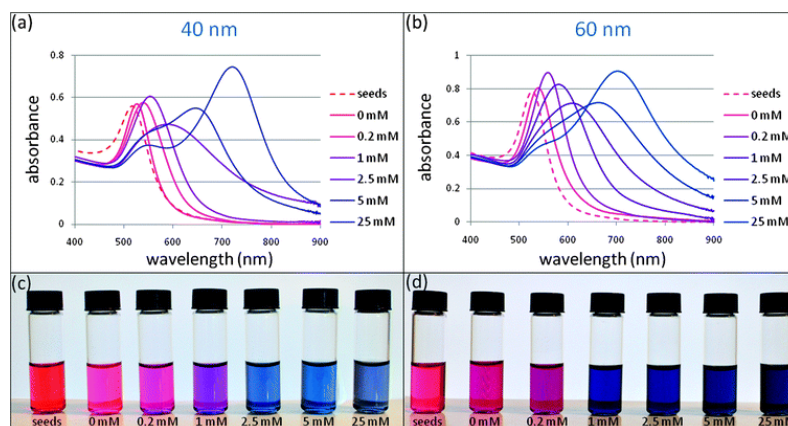 (a)
40 nm
absorbance
0.8
0.6
0.4
0.2
0
400 500 600 700 800 900
wavelength (nm)
seeds
0 mM
0.2 mM
1 mM
2.5 mM
5 mM
25 mM
(b)
60 nm
absorbance
1
0.8
0.6
0.4
0.2
0
400 500 600 700 800 900
wavelength (nm)
seeds
0 mM
0.2 mM
1 mM
2.5 mM
5 mM
25 mM
(c)
seeds 0 mM 0.2 mM 1 mM 2.5 mM 5 mM 25 mM
(d)
seeds 0 mM 0.2 mM 1 mM 2.5 mM 5 mM 25 mM